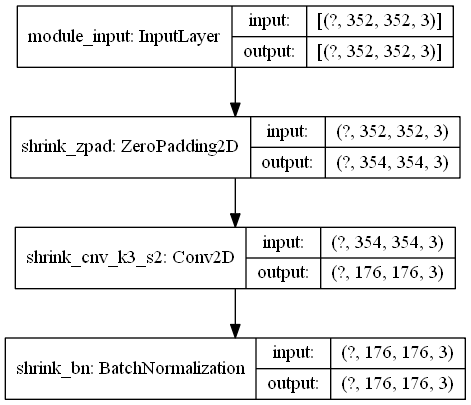 module_input: InputLayer
input: [(?, 352, 352, 3)]
output: [(?, 352, 352, 3)]
shrink_zpad: ZeroPadding2D
input: (?, 352, 352, 3)
output: (?, 354, 354, 3)
shrink_cnv_k3_s2: Conv2D
input: (?, 354, 354, 3)
output: (?, 176, 176, 3)
shrink_bn: BatchNormalization
input: (?, 176, 176, 3)
output: (?, 176, 176, 3)